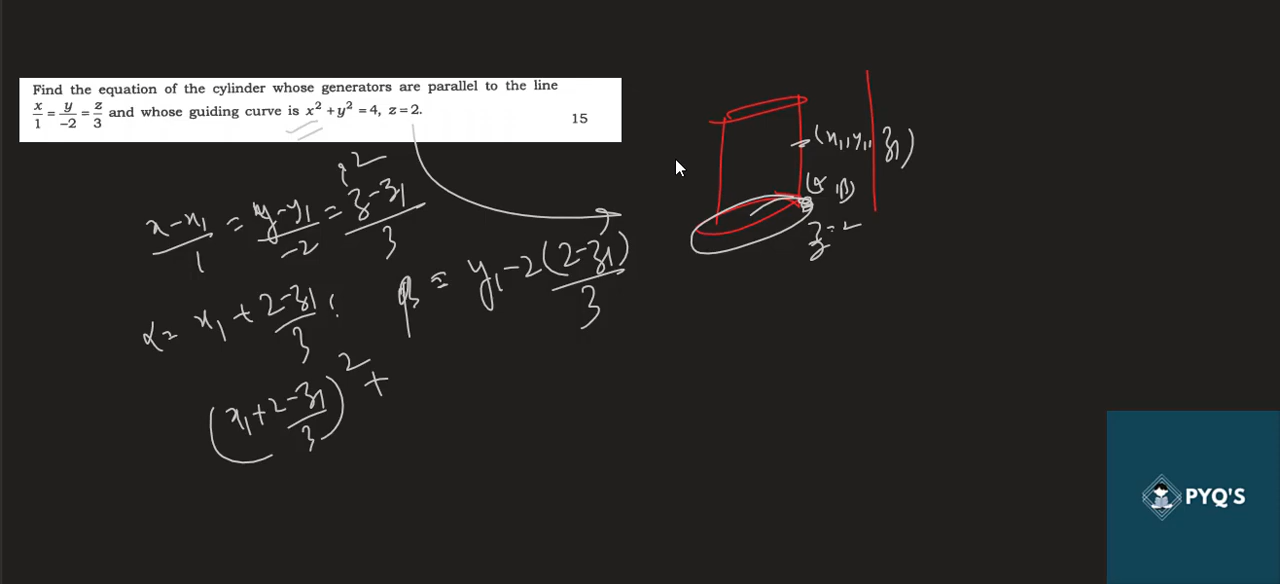 Find the equation of the cylinder whose generators are parallel to the line
x/1 = y/-2 = z/3 and whose guiding curve is x² + y² = 4, z = 2.
15
(x₁, y₁, z₁)
(α, β)
z = 2
2
(x - x₁)/1 = (y - y₁)/-2 = (z - z₁)/3
α = x₁ + (2 - z₁)/3 ; β = y₁ - 2(2 - z₁)/3
(x₁ + (2 - z₁)/3)² +
PYQ'S